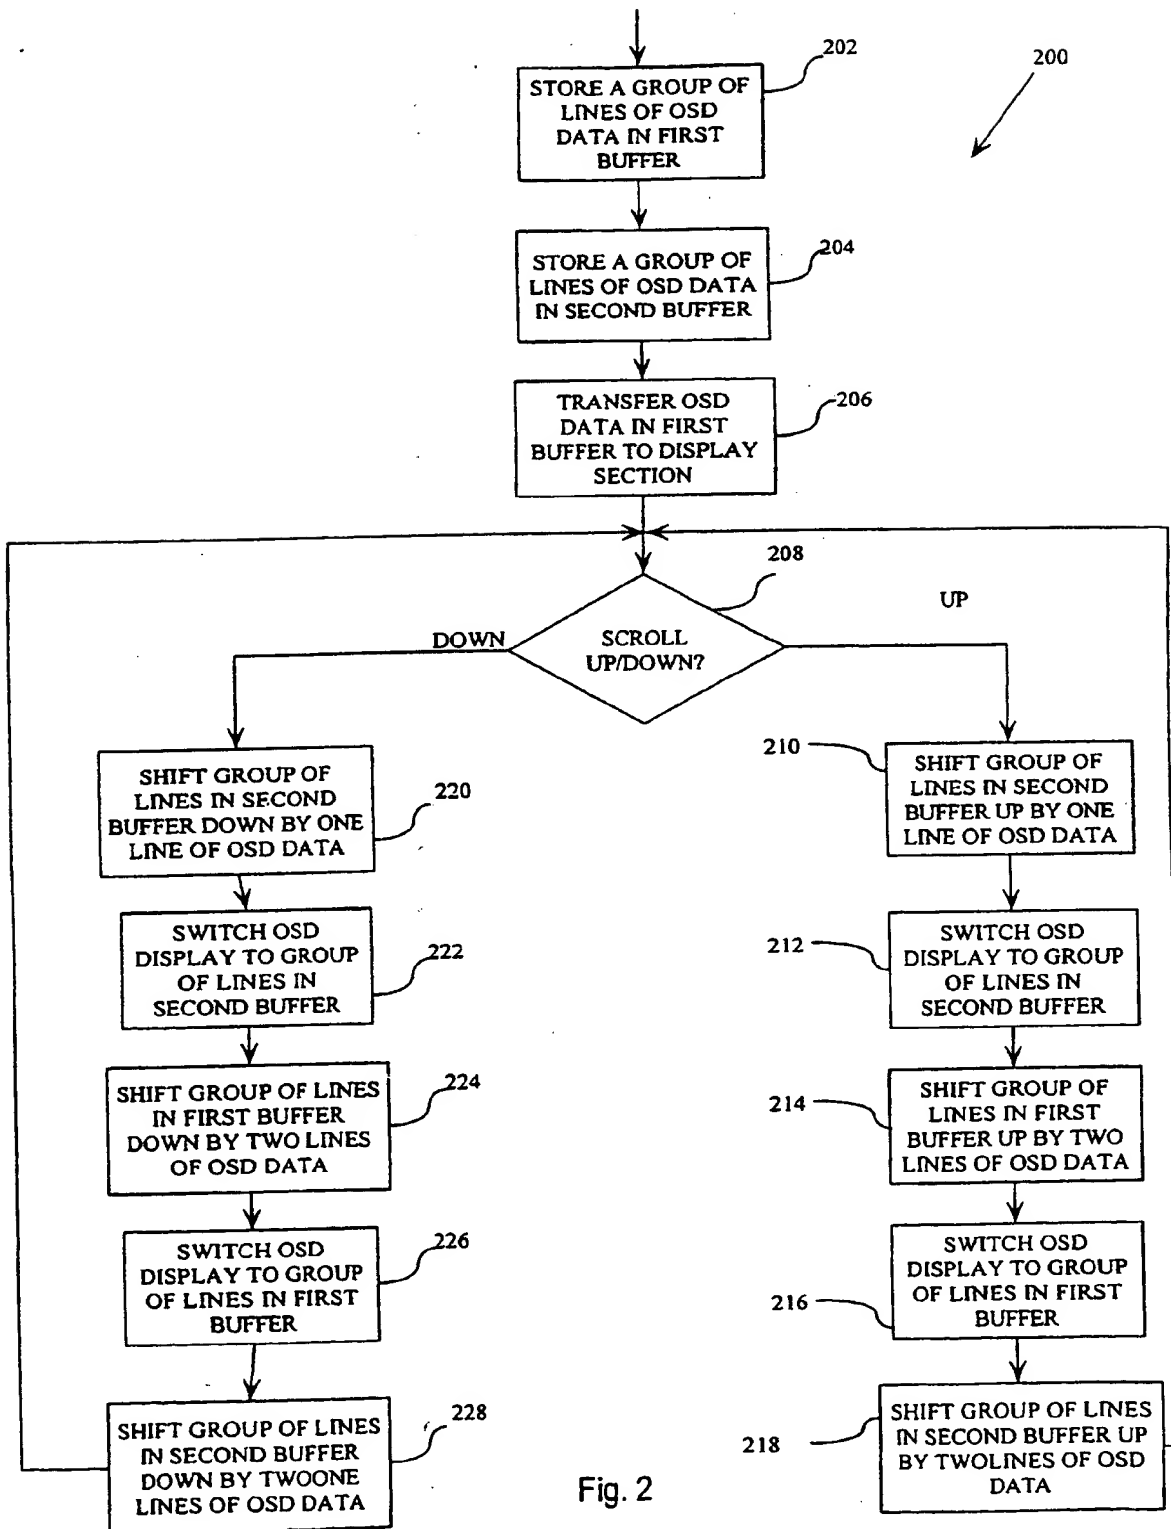 202
200
STORE A GROUP OF
LINES OF OSD
DATA IN FIRST
BUFFER
204
STORE A GROUP OF
LINES OF OSD DATA
IN SECOND BUFFER
206
TRANSFER OSD
DATA IN FIRST
BUFFER TO DISPLAY
SECTION
208
UP
DOWN
SCROLL
UP/DOWN?
220
SHIFT GROUP OF
LINES IN SECOND
BUFFER DOWN BY ONE
LINE OF OSD DATA
222
SWITCH OSD
DISPLAY TO GROUP
OF LINES IN
SECOND BUFFER
224
SHIFT GROUP OF LINES
IN FIRST BUFFER
DOWN BY TWO LINES
OF OSD DATA
226
SWITCH OSD
DISPLAY TO GROUP
OF LINES IN FIRST
BUFFER
228
SHIFT GROUP OF LINES
IN SECOND BUFFER
DOWN BY TWOONE
LINES OF OSD DATA
210
SHIFT GROUP OF
LINES IN SECOND
BUFFER UP BY ONE
LINE OF OSD DATA
212
SWITCH OSD
DISPLAY TO GROUP
OF LINES IN
SECOND BUFFER
214
SHIFT GROUP OF
LINES IN FIRST
BUFFER UP BY TWO
LINES OF OSD DATA
216
SWITCH OSD
DISPLAY TO GROUP
OF LINES IN FIRST
BUFFER
218
SHIFT GROUP OF LINES
IN SECOND BUFFER UP
BY TWOLINES OF OSD
DATA
Fig. 2